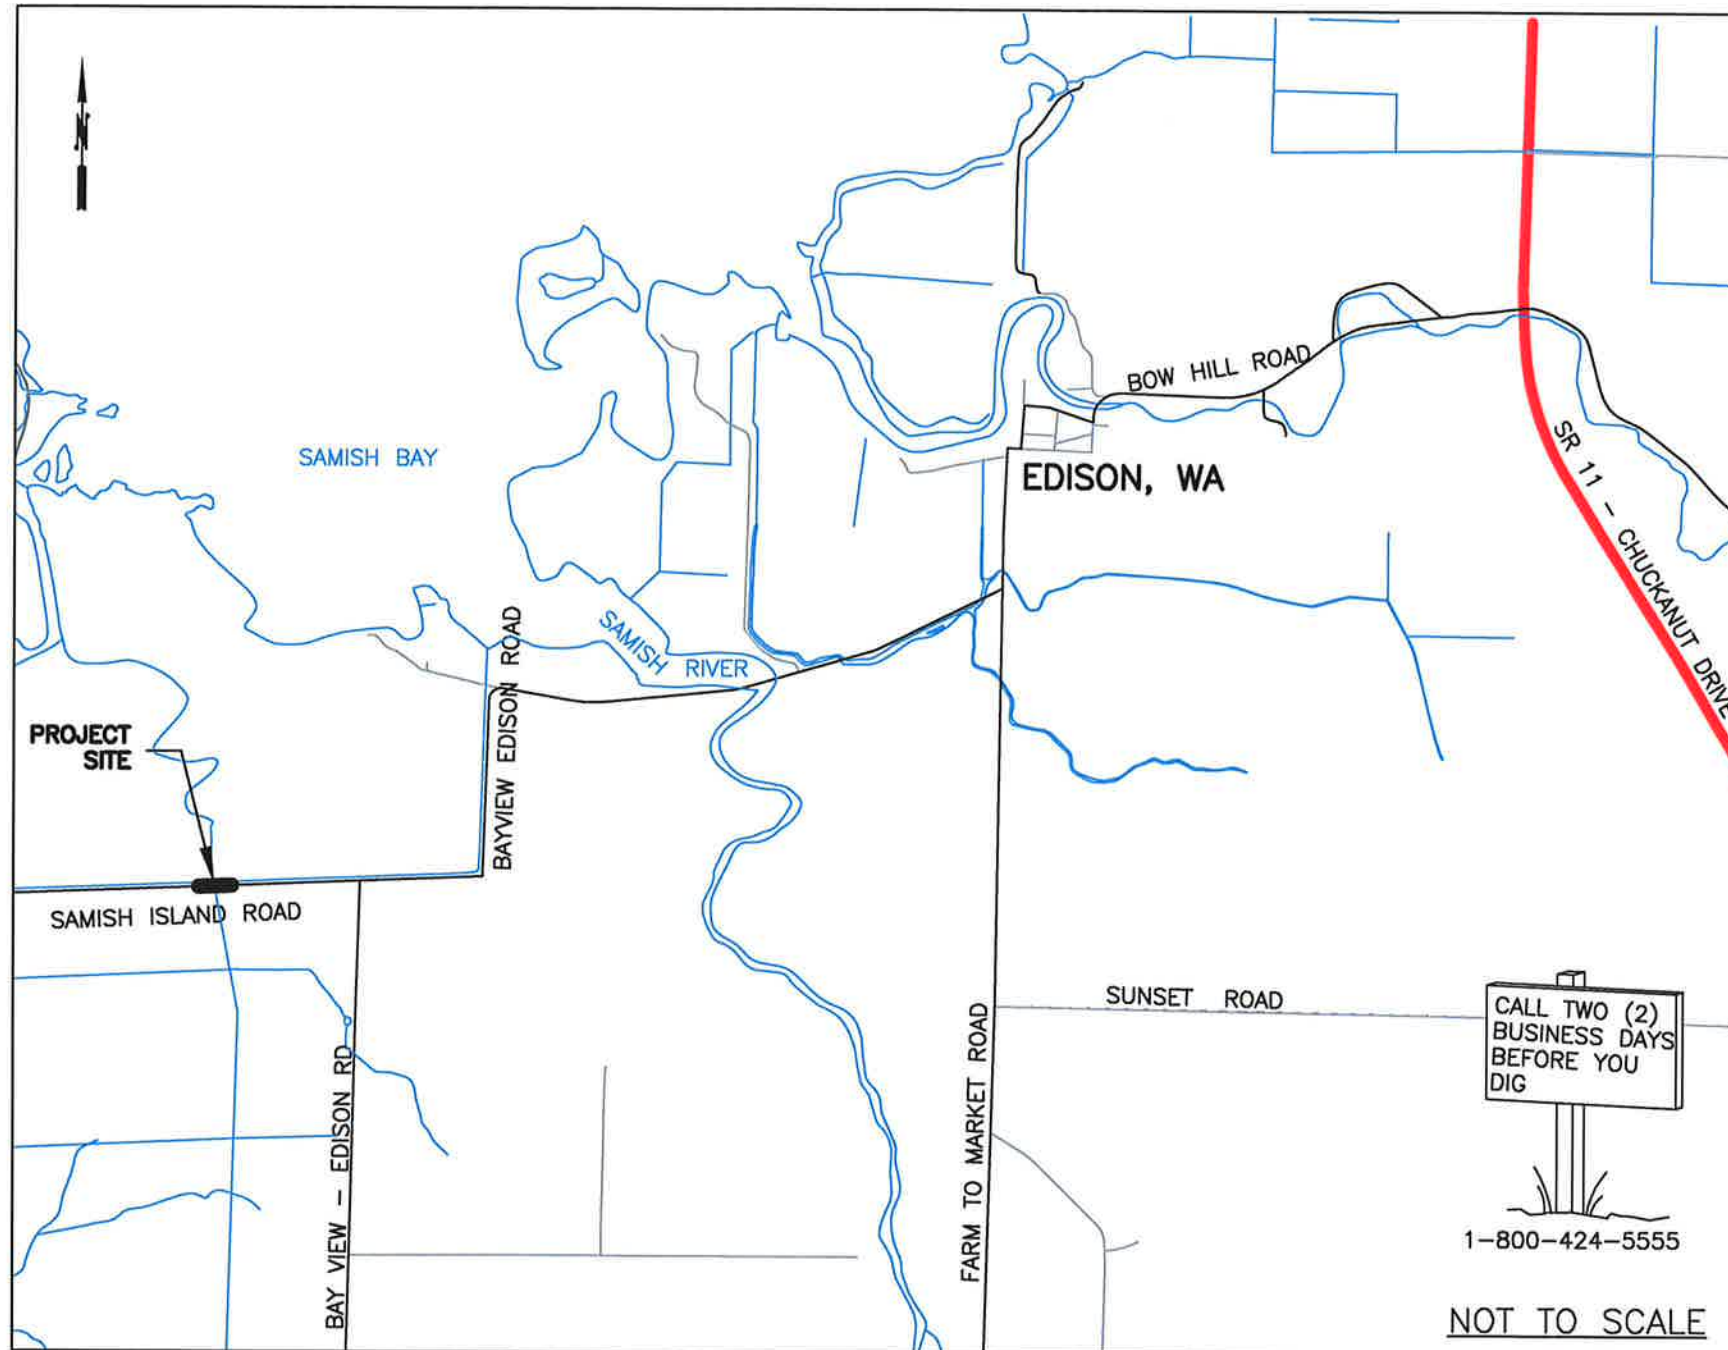 N
BOW HILL ROAD
SAMISH BAY
EDISON, WA
SR 11 - CHUCKANUT DRIVE
BAYVIEW EDISON ROAD
SAMISH RIVER
PROJECT
SITE
SAMISH ISLAND ROAD
SUNSET ROAD
CALL TWO (2)
BUSINESS DAYS
BEFORE YOU
DIG
FARM TO MARKET ROAD
BAY VIEW - EDISON RD
1-800-424-5555
NOT TO SCALE